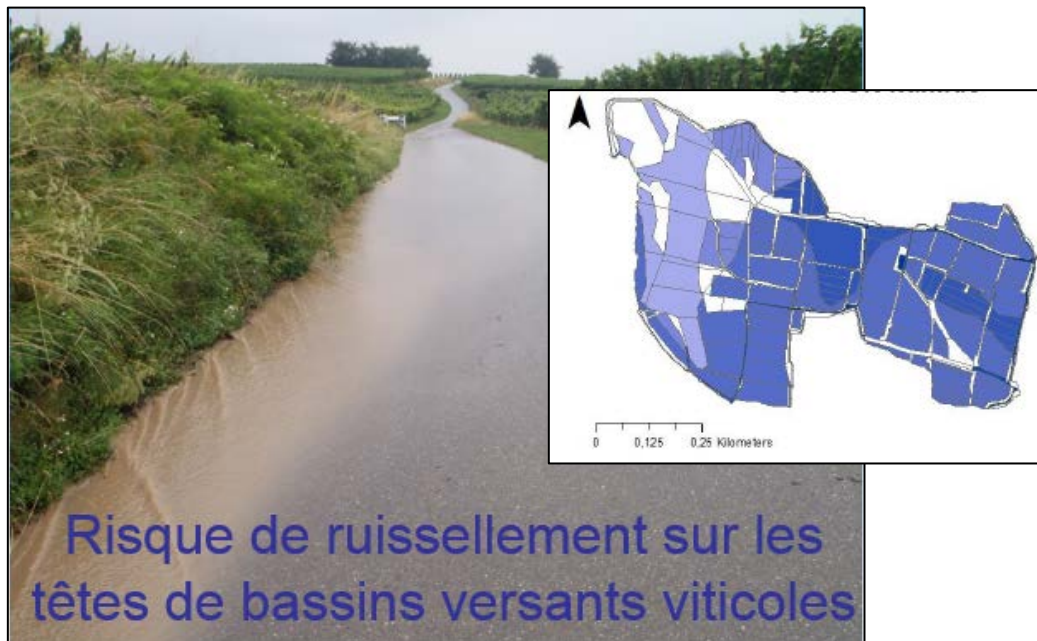 0 0,125 0,25 Kilometers
Risque de ruissellement sur les
têtes de bassins versants viticoles